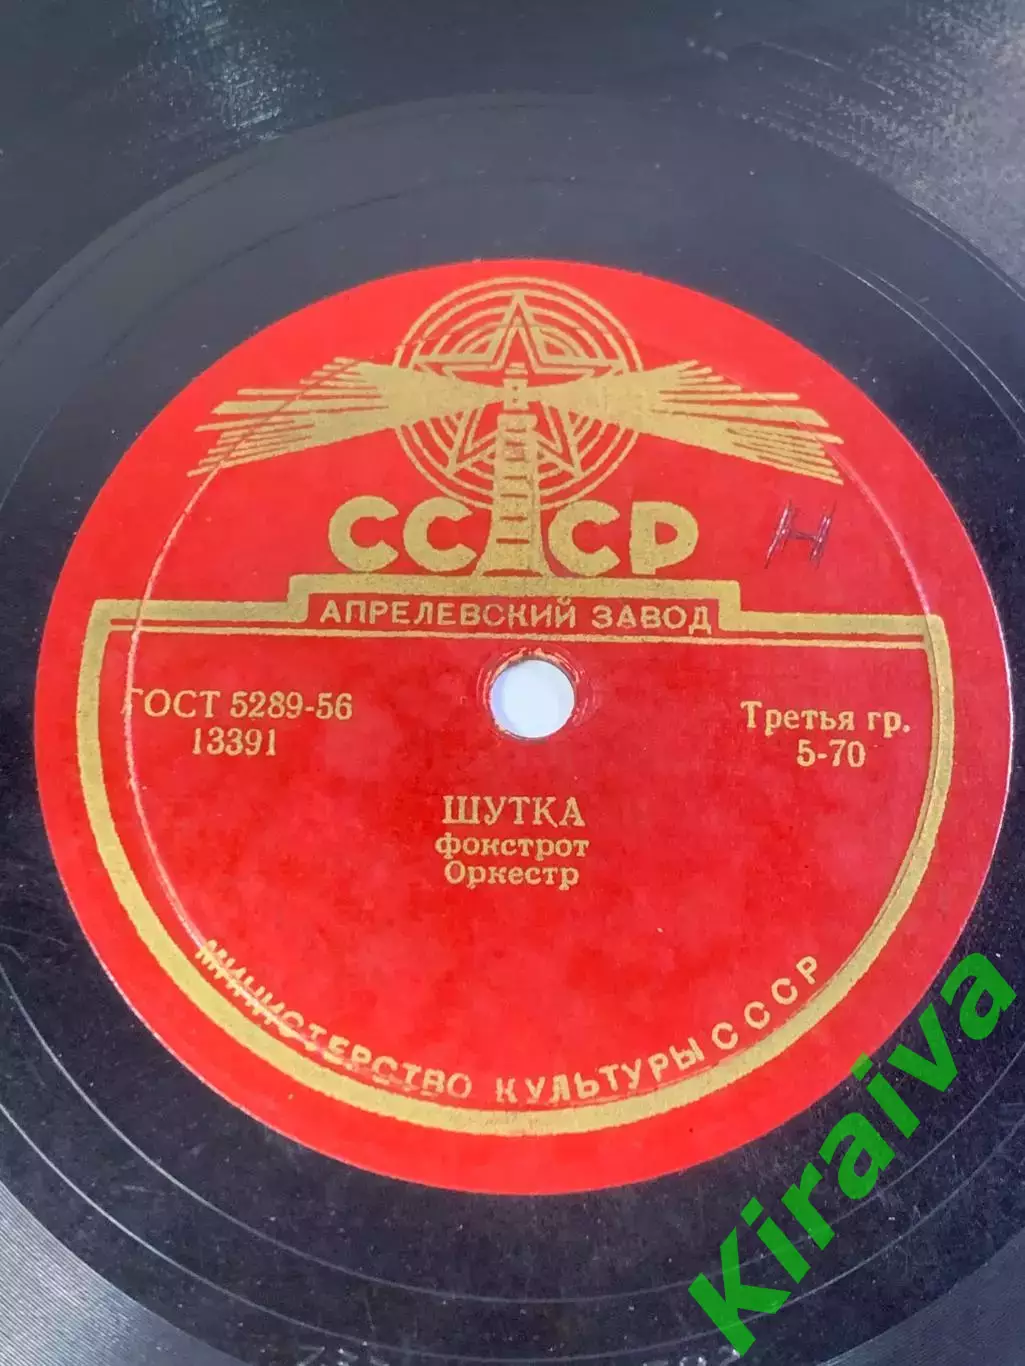 СССР
Н
АПРЕЛЕВСКИЙ ЗАВОД
ГОСТ 5289-56
13391
Третья гр.
5-70
ШУТКА
фокстрот
Оркестр
МИНИСТЕРСТВО КУЛЬТУРЫ СССР
Kiraiva